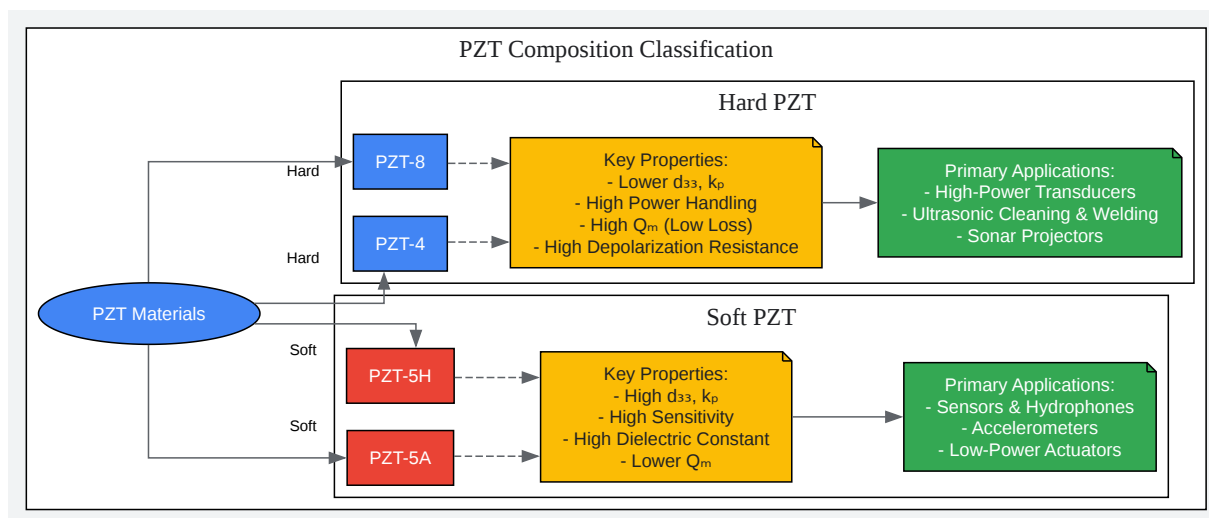 PZT Composition Classification
Hard PZT
Hard
PZT-8
Key Properties:
- Lower d₃₃, kₚ
- High Power Handling
- High Qₘ (Low Loss)
- High Depolarization Resistance
Primary Applications:
- High-Power Transducers
- Ultrasonic Cleaning & Welding
- Sonar Projectors
Hard
PZT-4
PZT Materials
Soft PZT
Soft
PZT-5H
Key Properties:
- High d₃₃, kₚ
- High Sensitivity
- High Dielectric Constant
- Lower Qₘ
Primary Applications:
- Sensors & Hydrophones
- Accelerometers
- Low-Power Actuators
Soft
PZT-5A